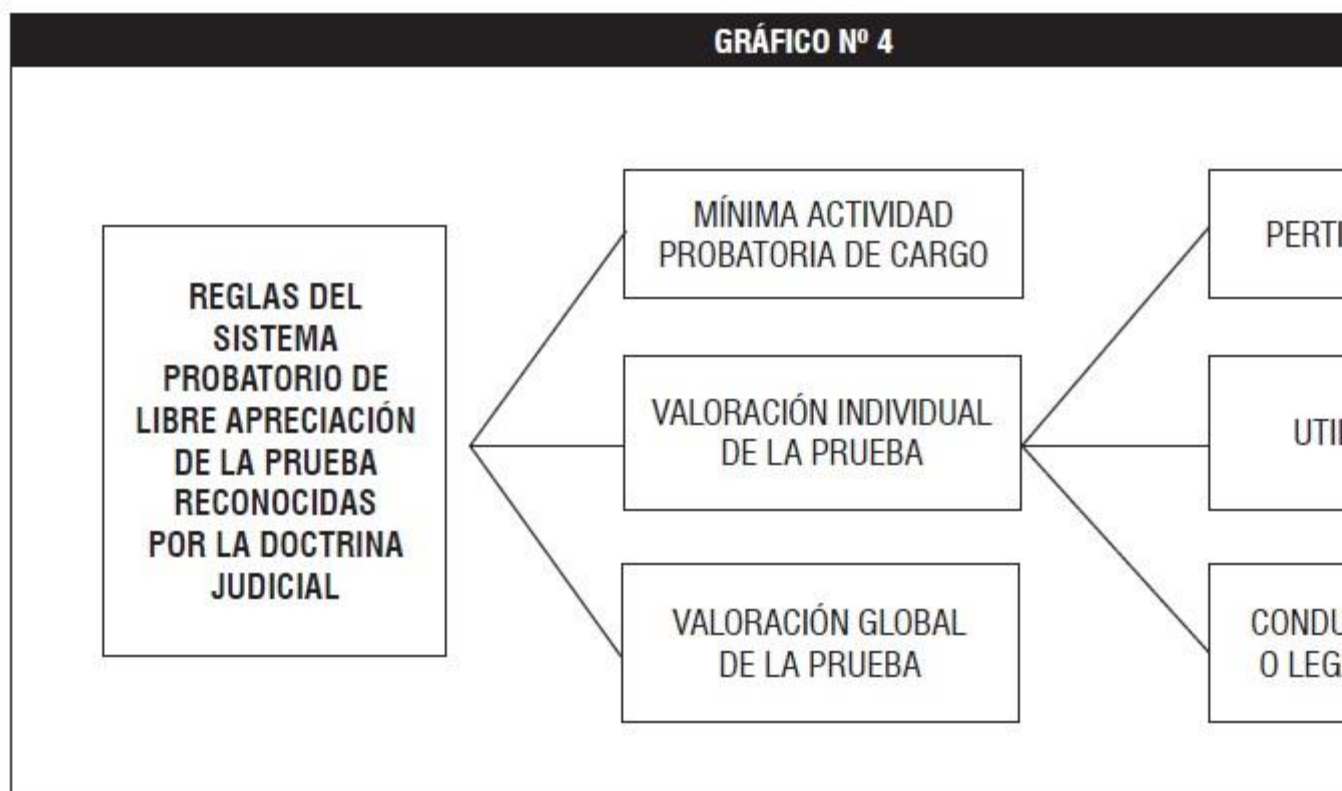 GRÁFICO Nº 4
REGLAS DEL
SISTEMA
PROBATORIO DE
LIBRE APRECIACIÓN
DE LA PRUEBA
RECONOCIDAS
POR LA DOCTRINA
JUDICIAL
MÍNIMA ACTIVIDAD
PROBATORIA DE CARGO
VALORACIÓN INDIVIDUAL
DE LA PRUEBA
VALORACIÓN GLOBAL
DE LA PRUEBA
O